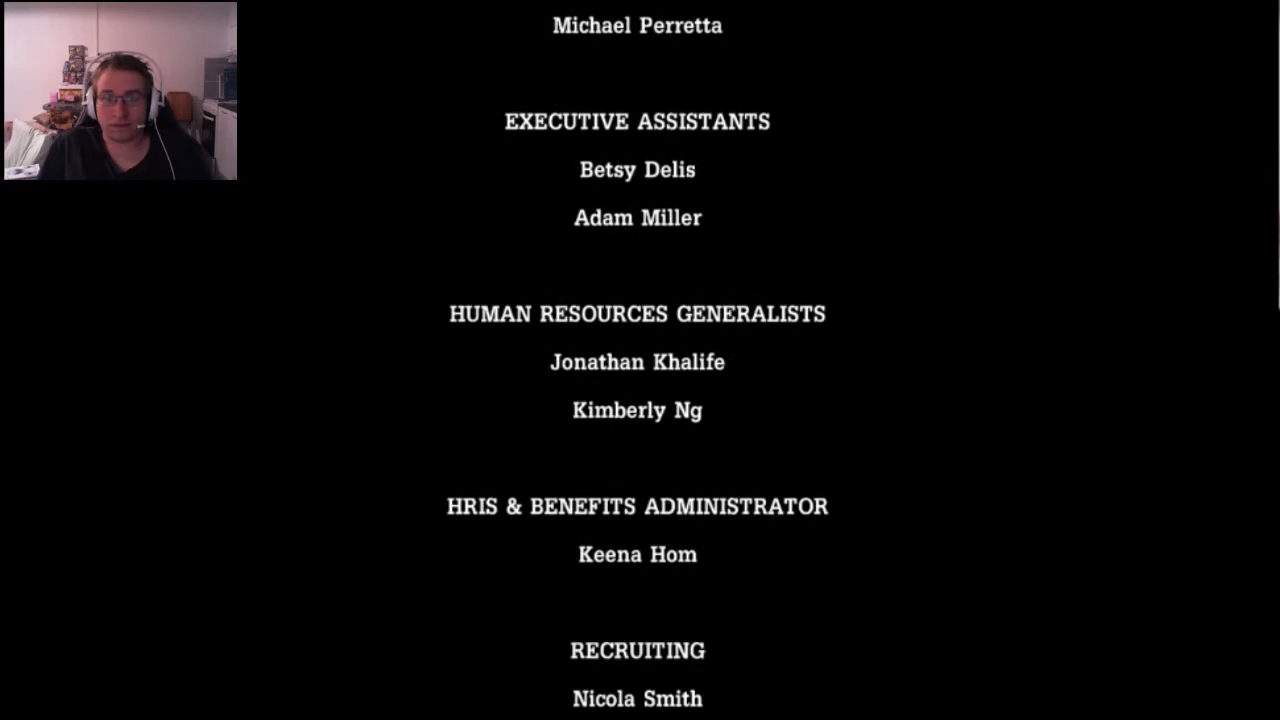 Michael Perretta
EXECUTIVE ASSISTANTS
Betsy Delis
Adam Miller
HUMAN RESOURCES GENERALISTS
Jonathan Khalife
Kimberly Ng
HRIS & BENEFITS ADMINISTRATOR
Keena Hom
RECRUITING
Nicola Smith